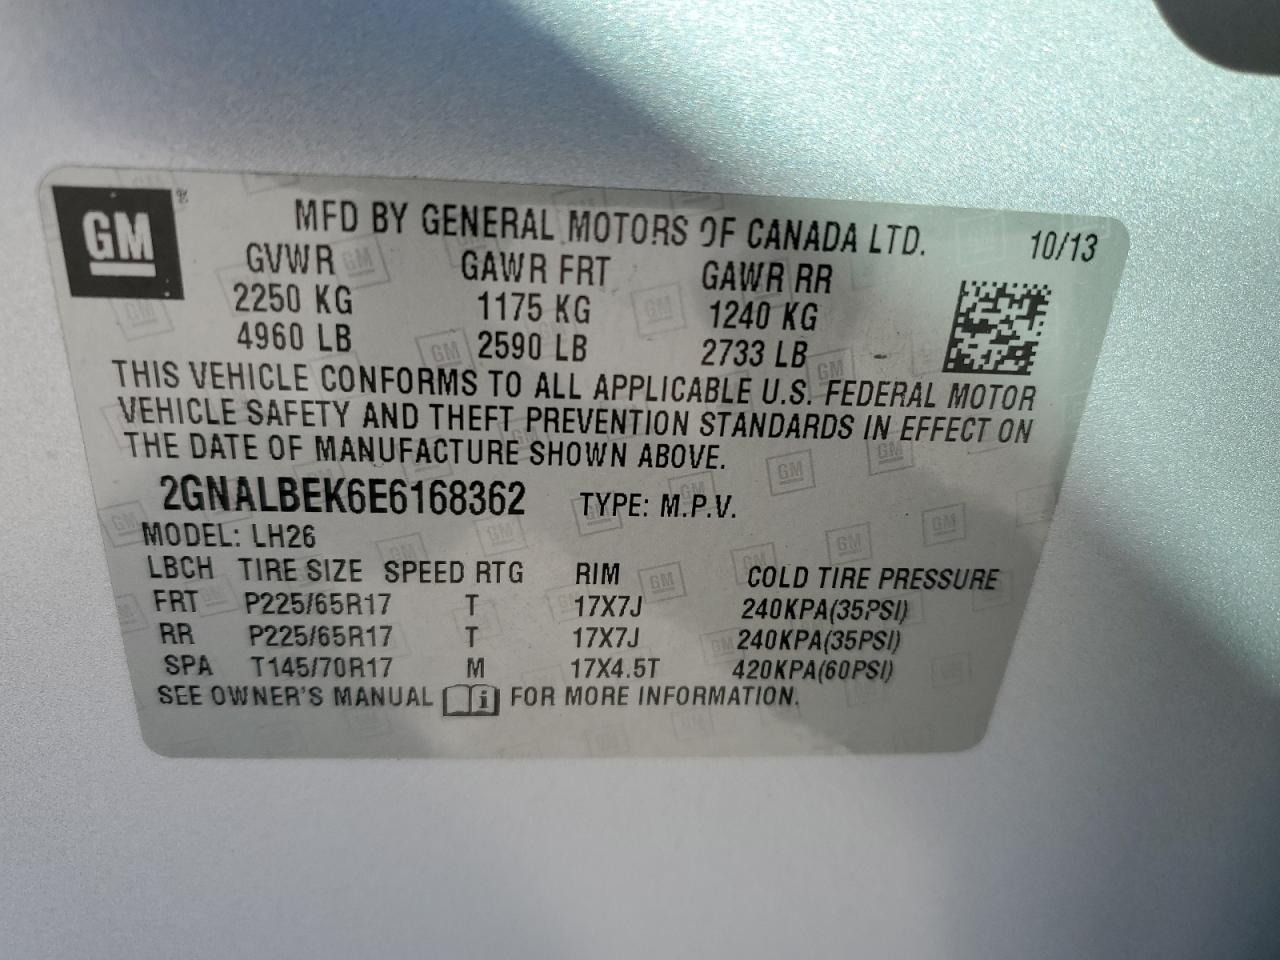 GM
MFD BY GENERAL MOTORS OF CANADA LTD. 10/13
GVWR GAWR FRT GAWR RR
2250 KG 1175 KG 1240 KG
4960 LB 2590 LB 2733 LB
THIS VEHICLE CONFORMS TO ALL APPLICABLE U.S. FEDERAL MOTOR
VEHICLE SAFETY AND THEFT PREVENTION STANDARDS IN EFFECT ON
THE DATE OF MANUFACTURE SHOWN ABOVE.
2GNALBEK6E6168362 TYPE: M.P.V.
MODEL: LH26
LBCH TIRE SIZE SPEED RTG RIM COLD TIRE PRESSURE
FRT P225/65R17 T 17X7J 240KPA(35PSI)
RR P225/65R17 T 17X7J 240KPA(35PSI)
SPA T145/70R17 M 17X4.5T 420KPA(60PSI)
SEE OWNER'S MANUAL i FOR MORE INFORMATION.